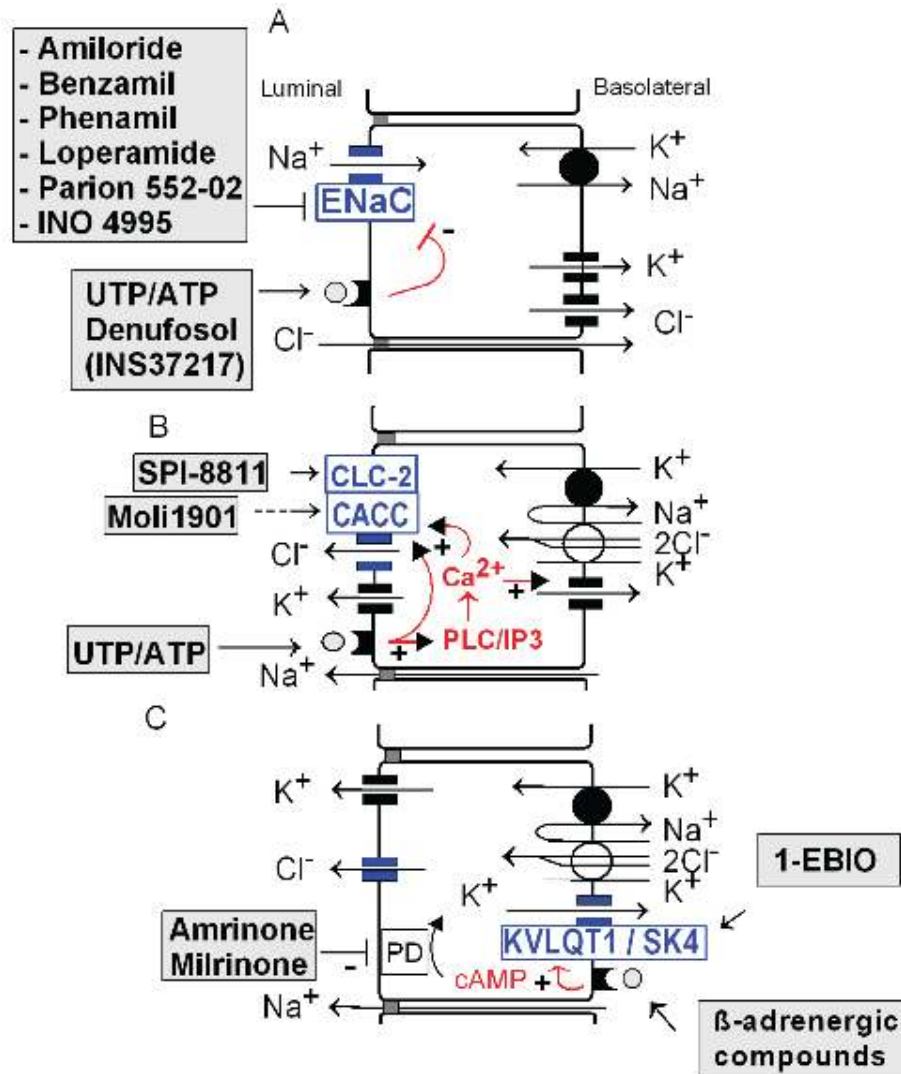 A
- Amiloride
- Benzamil
- Phenamil
- Loperamide
- Parion 552-02
- INO 4995
Luminal
Basolateral
Na⁺
K⁺
Na⁺
ENaC
-
K⁺
UTP/ATP
Denufosol
(INS37217)
Cl⁻
Cl⁻
B
SPI-8811
CLC-2
K⁺
Moli1901
CACC
Na⁺
2Cl⁻
K⁺
Cl⁻
+
Ca²⁺
+
K⁺
UTP/ATP
+
PLC/IP3
Na⁺
C
K⁺
K⁺
Na⁺
2Cl⁻
K⁺
1-EBIO
Cl⁻
K⁺
Amrinone
Milrinone
-
PD
KVLQT1 / SK4
cAMP
+
Na⁺
ß-adrenergic
compounds